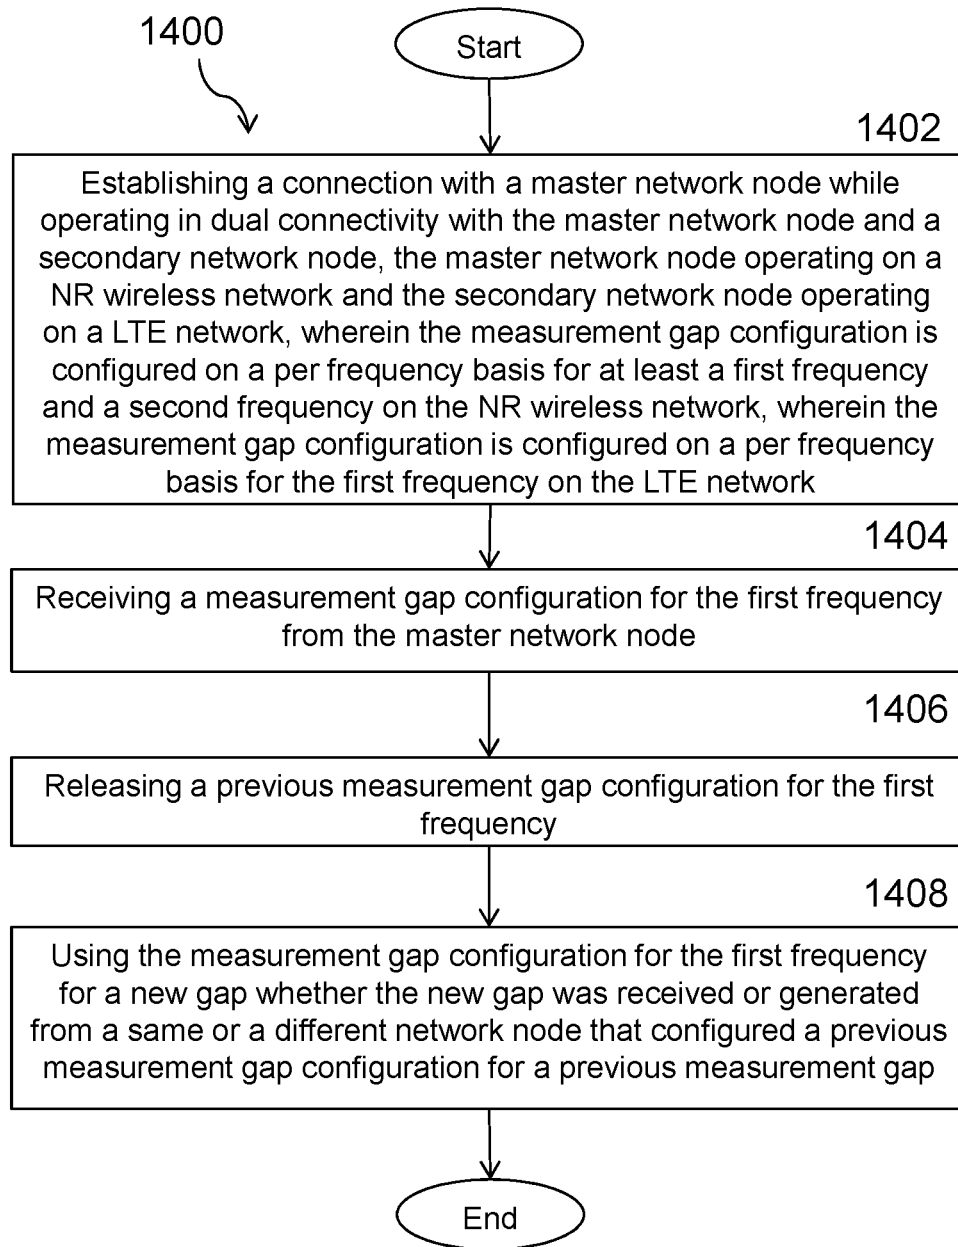 1400
Start
1402
Establishing a connection with a master network node while
operating in dual connectivity with the master network node and a
secondary network node, the master network node operating on a
NR wireless network and the secondary network node operating
on a LTE network, wherein the measurement gap configuration is
configured on a per frequency basis for at least a first frequency
and a second frequency on the NR wireless network, wherein the
measurement gap configuration is configured on a per frequency
basis for the first frequency on the LTE network
1404
Receiving a measurement gap configuration for the first frequency
from the master network node
1406
Releasing a previous measurement gap configuration for the first
frequency
1408
Using the measurement gap configuration for the first frequency
for a new gap whether the new gap was received or generated
from a same or a different network node that configured a previous
measurement gap configuration for a previous measurement gap
End